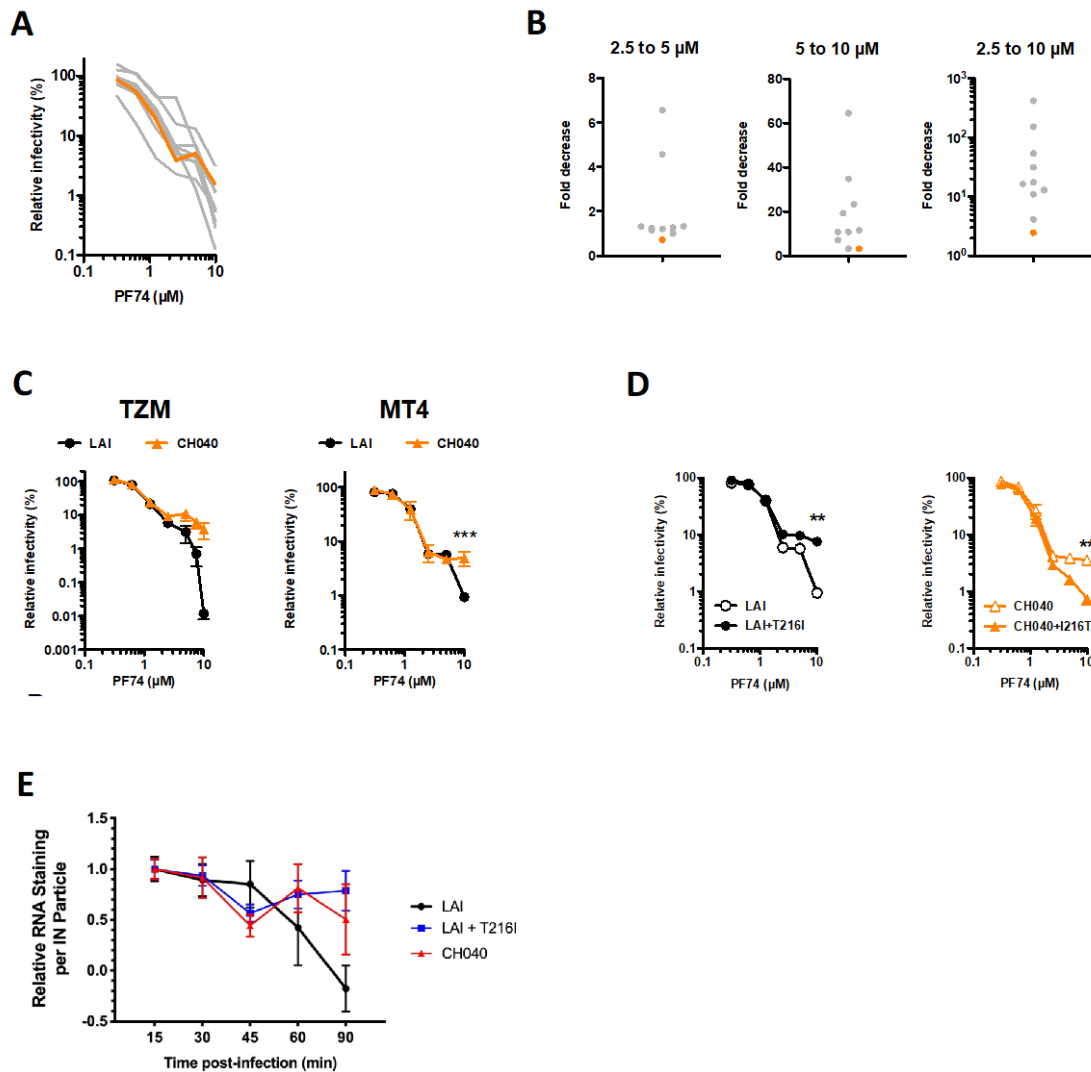 A
Relative infectivity (%)
100
10
1
0.1
0.1
1
10
PF74 (µM)
B
2.5 to 5 µM
Fold decrease
8
6
4
2
0
5 to 10 µM
Fold decrease
80
60
40
20
0
2.5 to 10 µM
Fold decrease
10³
10²
10¹
10⁰
C
TZM
LAI
CH040
Relative infectivity (%)
100
10
1
0.1
0.01
0.001
0.1
1
10
PF74 (µM)
MT4
LAI
CH040
Relative infectivity (%)
100
10
1
0.1
***
0.1
1
10
PF74 (µM)
D
Relative infectivity (%)
100
10
1
0.1
**
LAI
LAI+T216I
0.1
1
10
PF74 (µM)
Relative infectivity (%)
100
10
1
0.1
**
CH040
CH040+I216T
0.1
1
10
PF74 (µM)
E
Relative RNA Staining
per IN Particle
1.5
1.0
0.5
0.0
-0.5
15
30
45
60
90
Time post-infection (min)
LAI
LAI + T216I
CH040